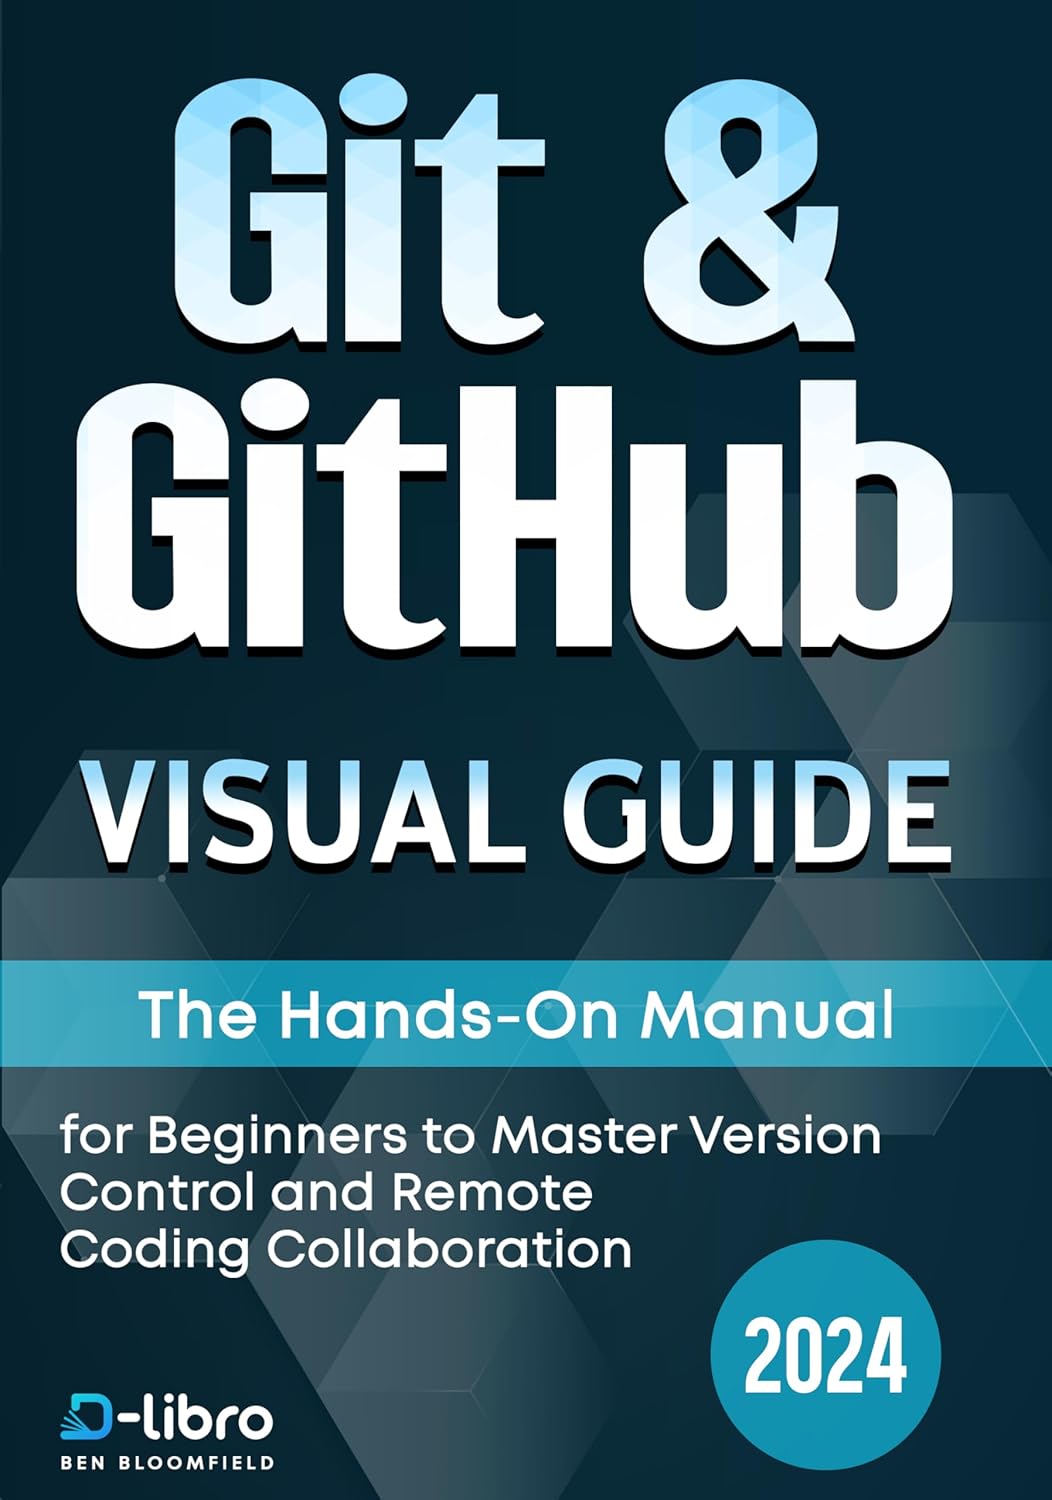 Git &
GitHub
VISUAL GUIDE
The Hands-On Manual
for Beginners to Master Version
Control and Remote
Coding Collaboration
2024
D-libro
BEN BLOOMFIELD